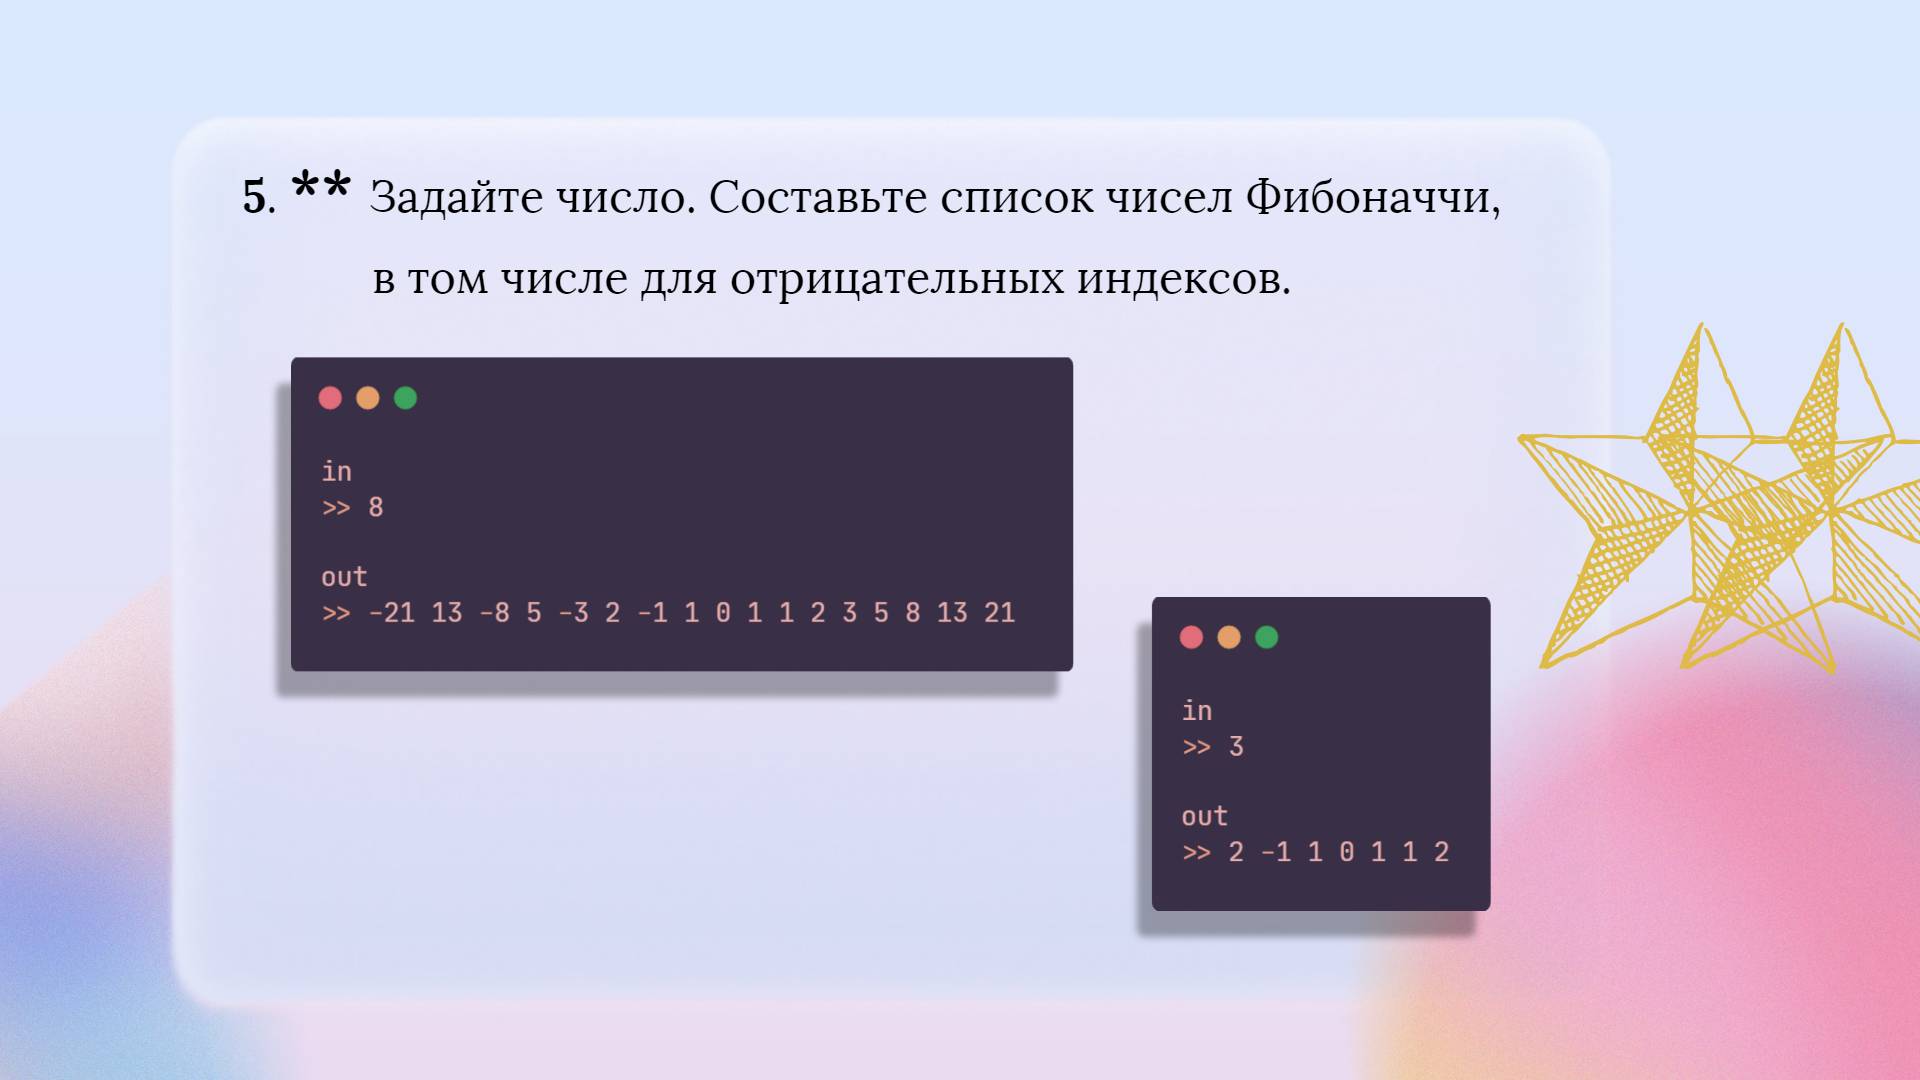 5. ** Задайте число. Составьте список чисел Фибоначчи,
в том числе для отрицательных индексов.
in
>> 8
out
>> -21 13 -8 5 -3 2 -1 1 0 1 1 2 3 5 8 13 21
in
>> 3
out
>> 2 -1 1 0 1 1 2